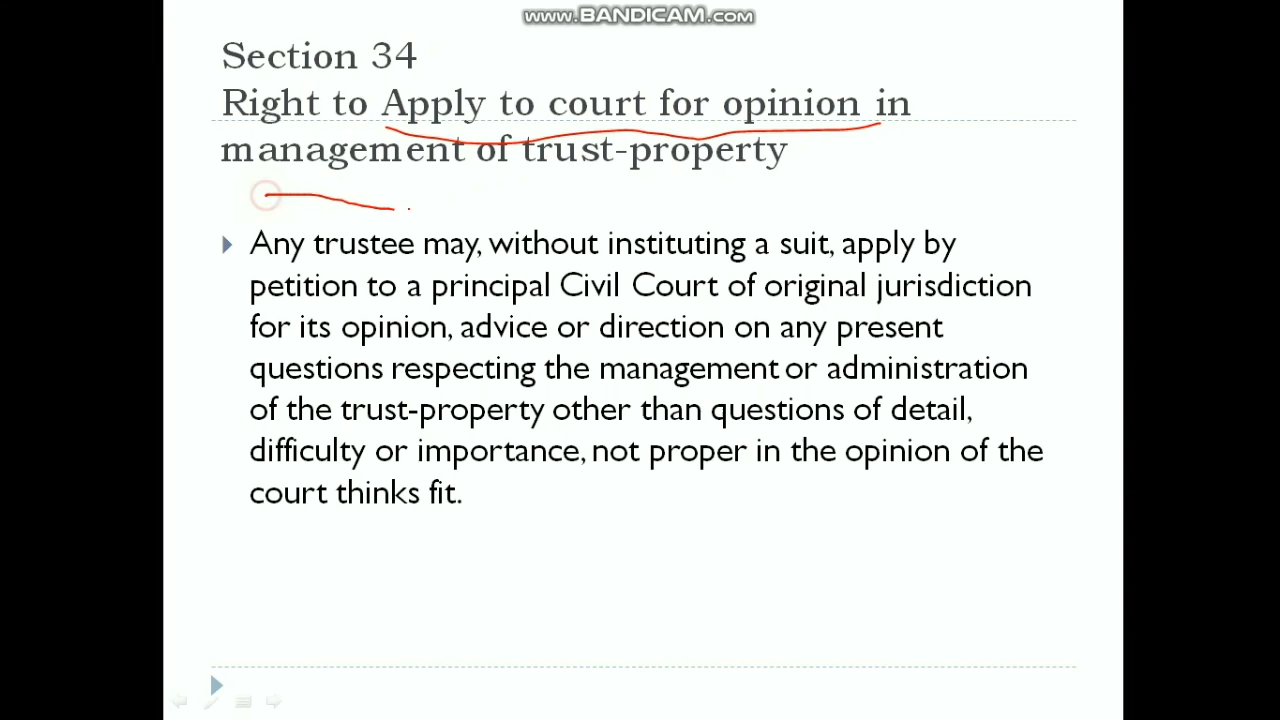 www.BANDICAM.com
Section 34
Right to Apply to court for opinion in
management of trust-property
Any trustee may, without instituting a suit, apply by
petition to a principal Civil Court of original jurisdiction
for its opinion, advice or direction on any present
questions respecting the management or administration
of the trust-property other than questions of detail,
difficulty or importance, not proper in the opinion of the
court thinks fit.